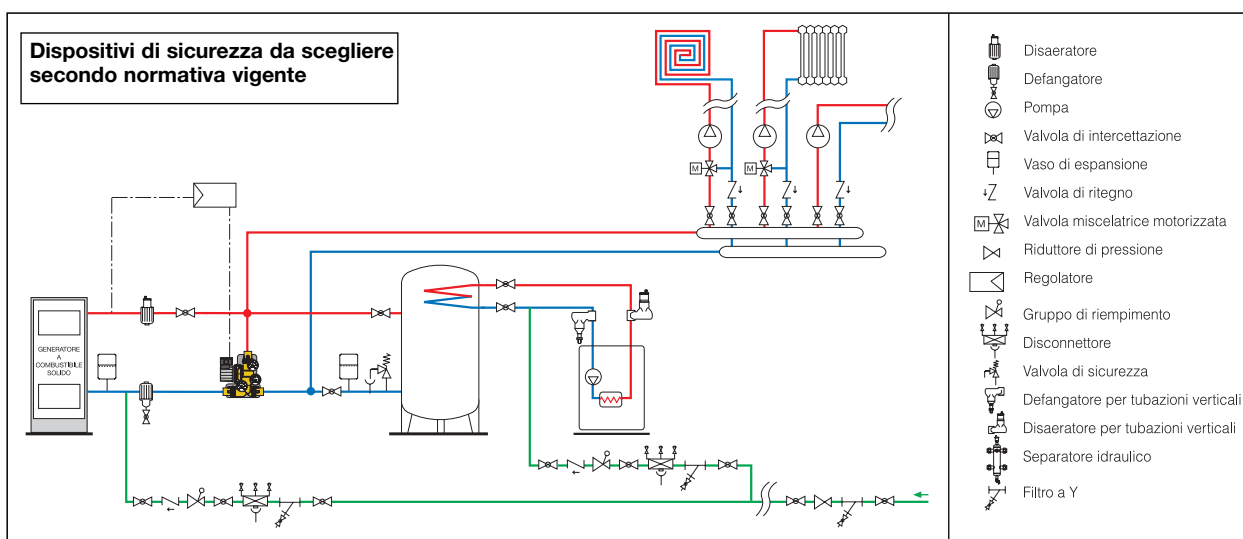 Dispositivi di sicurezza da scegliere
secondo normativa vigente
M
M
GENERATORE
A
COMBUSTIBILE
SOLIDO
Disaeratore
Defangatore
Pompa
Valvola di intercettazione
Vaso di espansione
Valvola di ritegno
M
Valvola miscelatrice motorizzata
Riduttore di pressione
Regolatore
Gruppo di riempimento
Disconnettore
Valvola di sicurezza
Defangatore per tubazioni verticali
Disaeratore per tubazioni verticali
Separatore idraulico
Filtro a Y